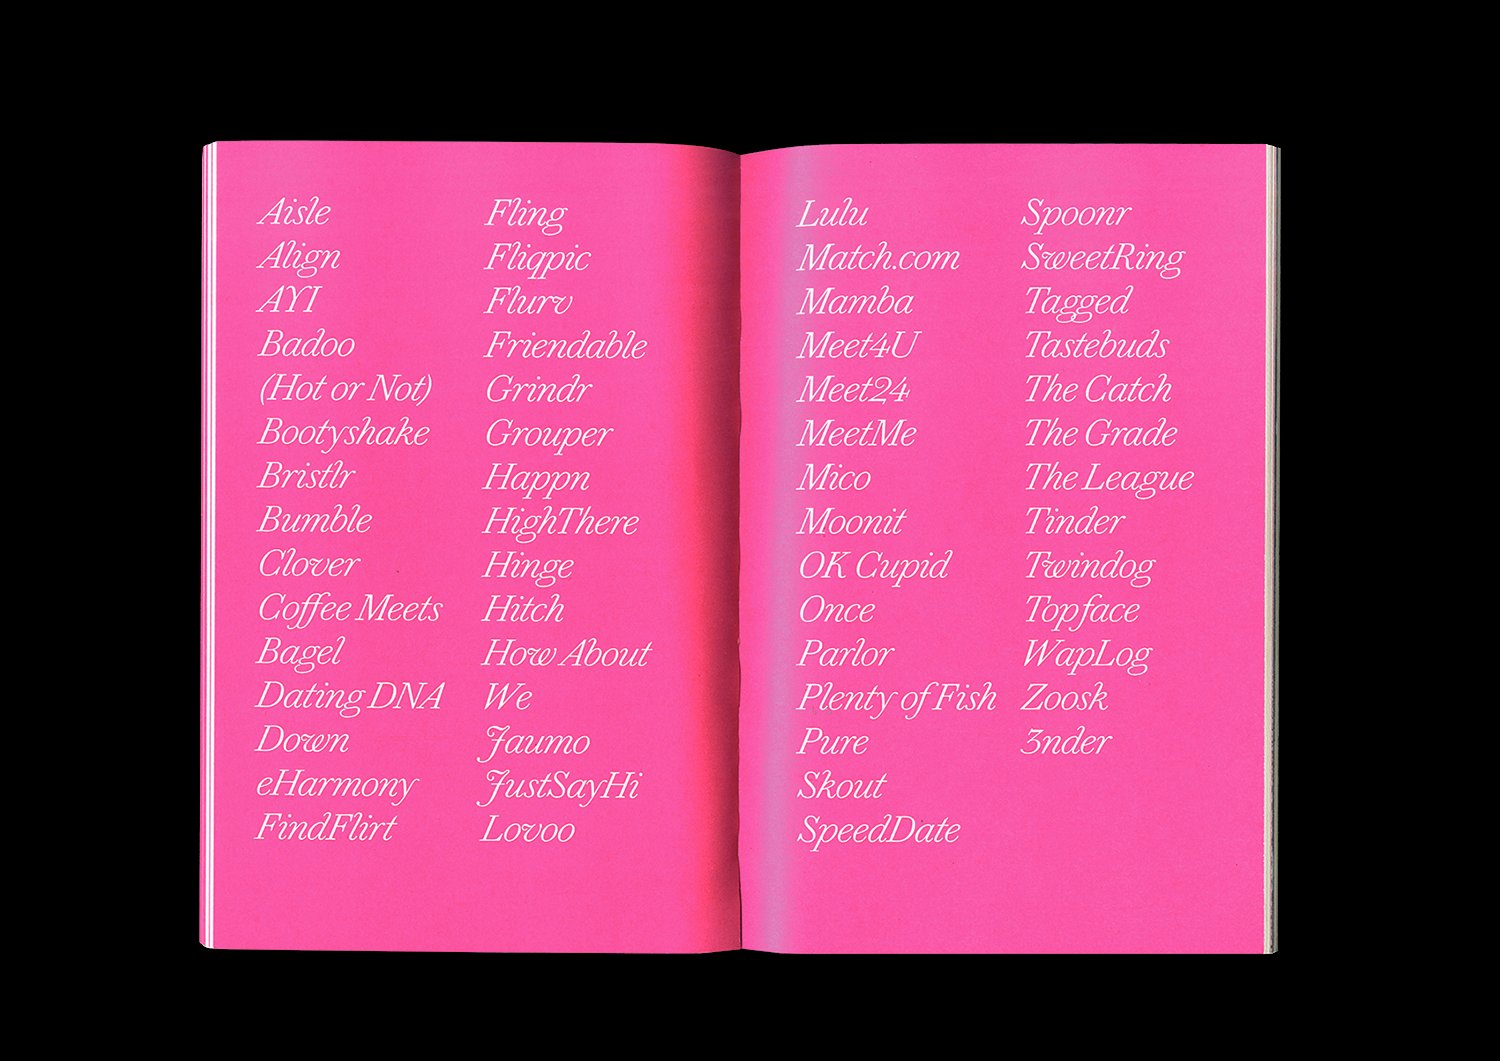 Aisle
Align
AYI
Badoo
(Hot or Not)
Bootyshake
Bristlr
Bumble
Clover
Coffee Meets
Bagel
Dating DNA
Down
eHarmony
FindFlirt
Fling
Fliqpic
Flurv
Friendable
Grindr
Grouper
Happn
HighThere
Hinge
Hitch
How About
We
Jaumo
JustSayHi
Lovoo
Lulu
Match.com
Mamba
Meet4U
Meet24
MeetMe
Mico
Moonit
OK Cupid
Once
Parlor
Plenty of Fish
Pure
Skout
SpeedDate
Spoonr
SweetRing
Tagged
Tastebuds
The Catch
The Grade
The League
Tinder
Twindog
Topface
WapLog
Zoosk
3nder